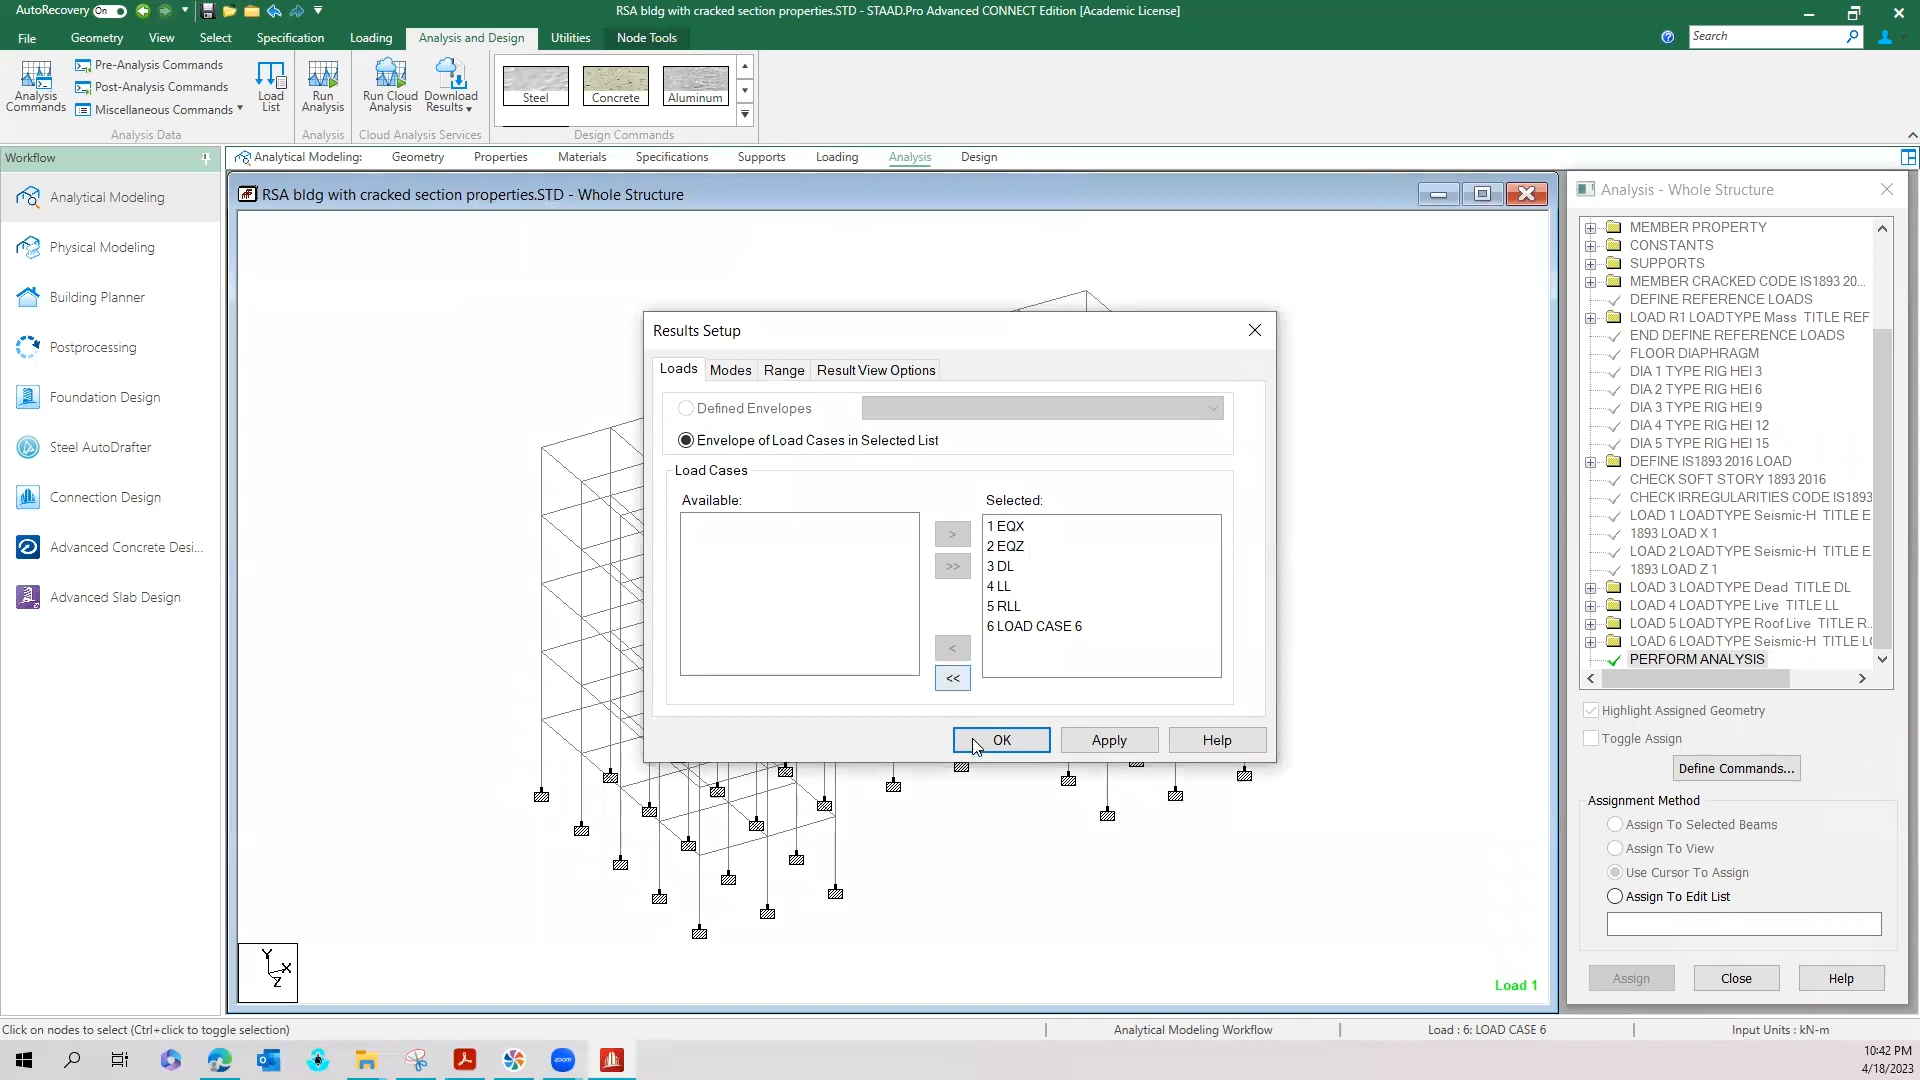 AutoRecovery On
RSA bldg with cracked section properties.STD - STAAD.Pro Advanced CONNECT Edition [Academic License]
File Geometry View Select Specification Loading Analysis and Design Utilities Node Tools
Search
Analysis Commands
Pre-Analysis Commands
Post-Analysis Commands
Miscellaneous Commands
Load List
Run Analysis
Run Cloud Analysis
Download Results
Steel Concrete Aluminum
Analysis Data Analysis Cloud Analysis Services Design Commands
Workflow
Analytical Modeling: Geometry Properties Materials Specifications Supports Loading Analysis Design
Analytical Modeling
Physical Modeling
Building Planner
Postprocessing
Foundation Design
Steel AutoDrafter
Connection Design
Advanced Concrete Desi...
Advanced Slab Design
RSA bldg with cracked section properties.STD - Whole Structure
Results Setup
Loads Modes Range Result View Options
Defined Envelopes
Envelope of Load Cases in Selected List
Load Cases
Available: Selected:
1 EQX
2 EQZ
3 DL
4 LL
5 RLL
6 LOAD CASE 6
>
>>
<
<<
OK Apply Help
Y
X
Z
Load 1
Analysis - Whole Structure
MEMBER PROPERTY
CONSTANTS
SUPPORTS
MEMBER CRACKED CODE IS1893 20...
DEFINE REFERENCE LOADS
LOAD R1 LOADTYPE Mass TITLE REF
END DEFINE REFERENCE LOADS
FLOOR DIAPHRAGM
DIA 1 TYPE RIG HEI 3
DIA 2 TYPE RIG HEI 6
DIA 3 TYPE RIG HEI 9
DIA 4 TYPE RIG HEI 12
DIA 5 TYPE RIG HEI 15
DEFINE IS1893 2016 LOAD
CHECK SOFT STORY 1893 2016
CHECK IRREGULARITIES CODE IS1893
LOAD 1 LOADTYPE Seismic-H TITLE E
1893 LOAD X 1
LOAD 2 LOADTYPE Seismic-H TITLE E
1893 LOAD Z 1
LOAD 3 LOADTYPE Dead TITLE DL
LOAD 4 LOADTYPE Live TITLE LL
LOAD 5 LOADTYPE Roof Live TITLE R...
LOAD 6 LOADTYPE Seismic-H TITLE L
PERFORM ANALYSIS
Highlight Assigned Geometry
Toggle Assign
Define Commands...
Assignment Method
Assign To Selected Beams
Assign To View
Use Cursor To Assign
Assign To Edit List
Assign Close Help
Click on nodes to select (Ctrl+click to toggle selection)
Analytical Modeling Workflow
Load : 6: LOAD CASE 6
Input Units : kN-m
zoom
10:42 PM
4/18/2023